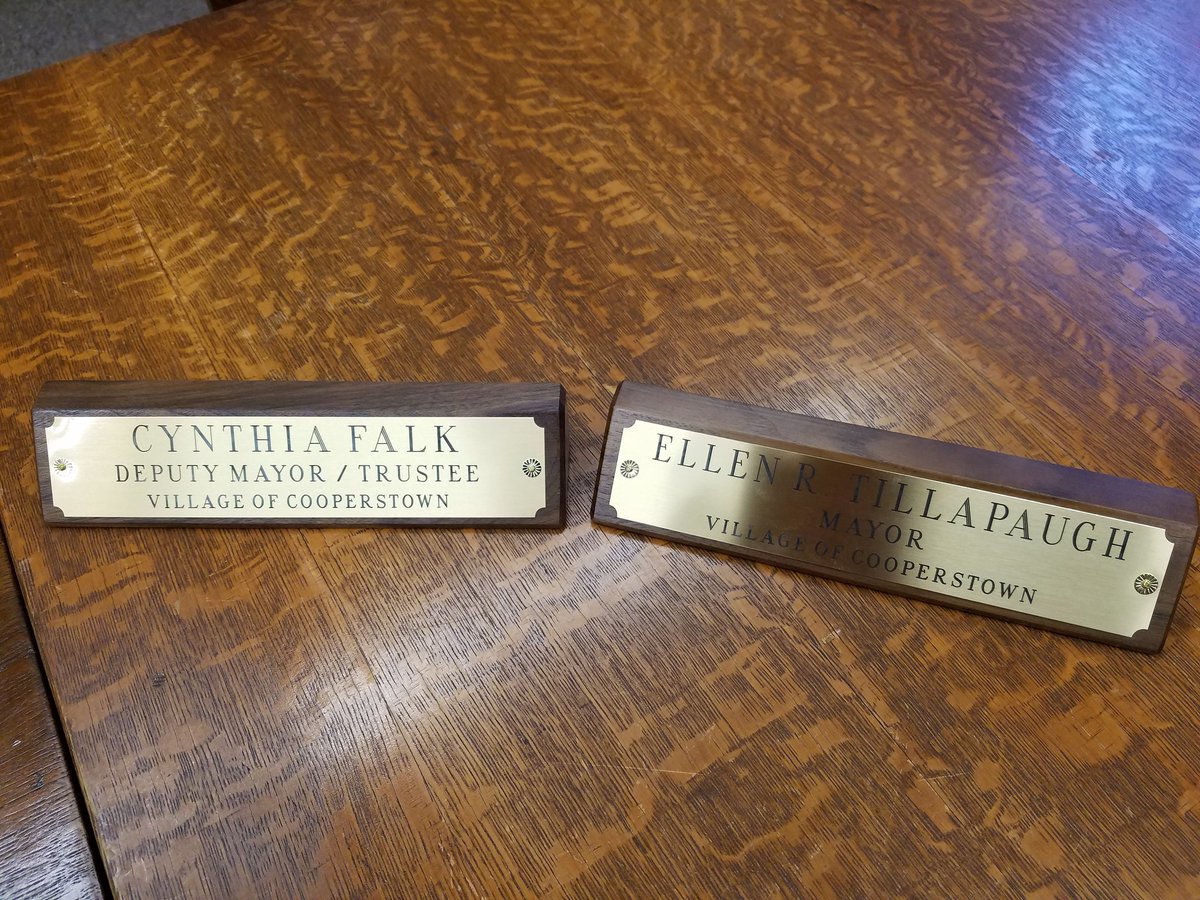 CYNTHIA FALK
DEPUTY MAYOR / TRUSTEE
VILLAGE OF COOPERSTOWN
ELLEN R TILLAPAUGH
MAYOR
VILLAGE OF COOPERSTOWN